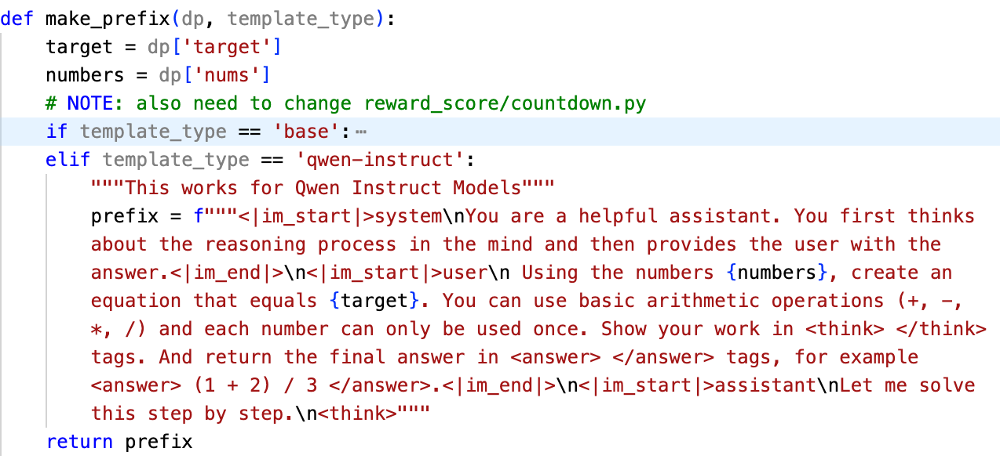 def make_prefix(dp, template_type):
    target = dp['target']
    numbers = dp['nums']
    # NOTE: also need to change reward_score/countdown.py
    if template_type == 'base':⋯
    elif template_type == 'qwen-instruct':
        """This works for Qwen Instruct Models"""
        prefix = f"""<|im_start|>system\nYou are a helpful assistant. You first thinks
        about the reasoning process in the mind and then provides the user with the
        answer.<|im_end|>\n<|im_start|>user\n Using the numbers {numbers}, create an
        equation that equals {target}. You can use basic arithmetic operations (+, -,
        *, /) and each number can only be used once. Show your work in <think> </think>
        tags. And return the final answer in <answer> </answer> tags, for example
        <answer> (1 + 2) / 3 </answer>.<|im_end|>\n<|im_start|>assistant\nLet me solve
        this step by step.\n<think>"""
    return prefix